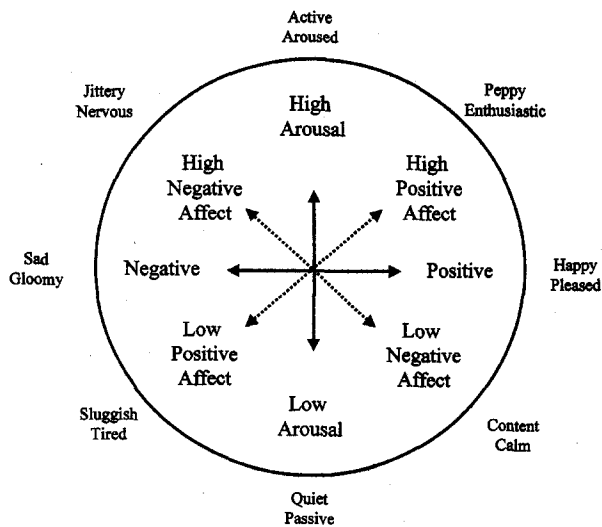 Active
Aroused
Jittery
Nervous
Peppy
Enthusiastic
High
Arousal
High
Negative
Affect
High
Positive
Affect
Sad
Gloomy
Negative
Positive
Happy
Pleased
Low
Positive
Affect
Low
Negative
Affect
Sluggish
Tired
Low
Arousal
Content
Calm
Quiet
Passive